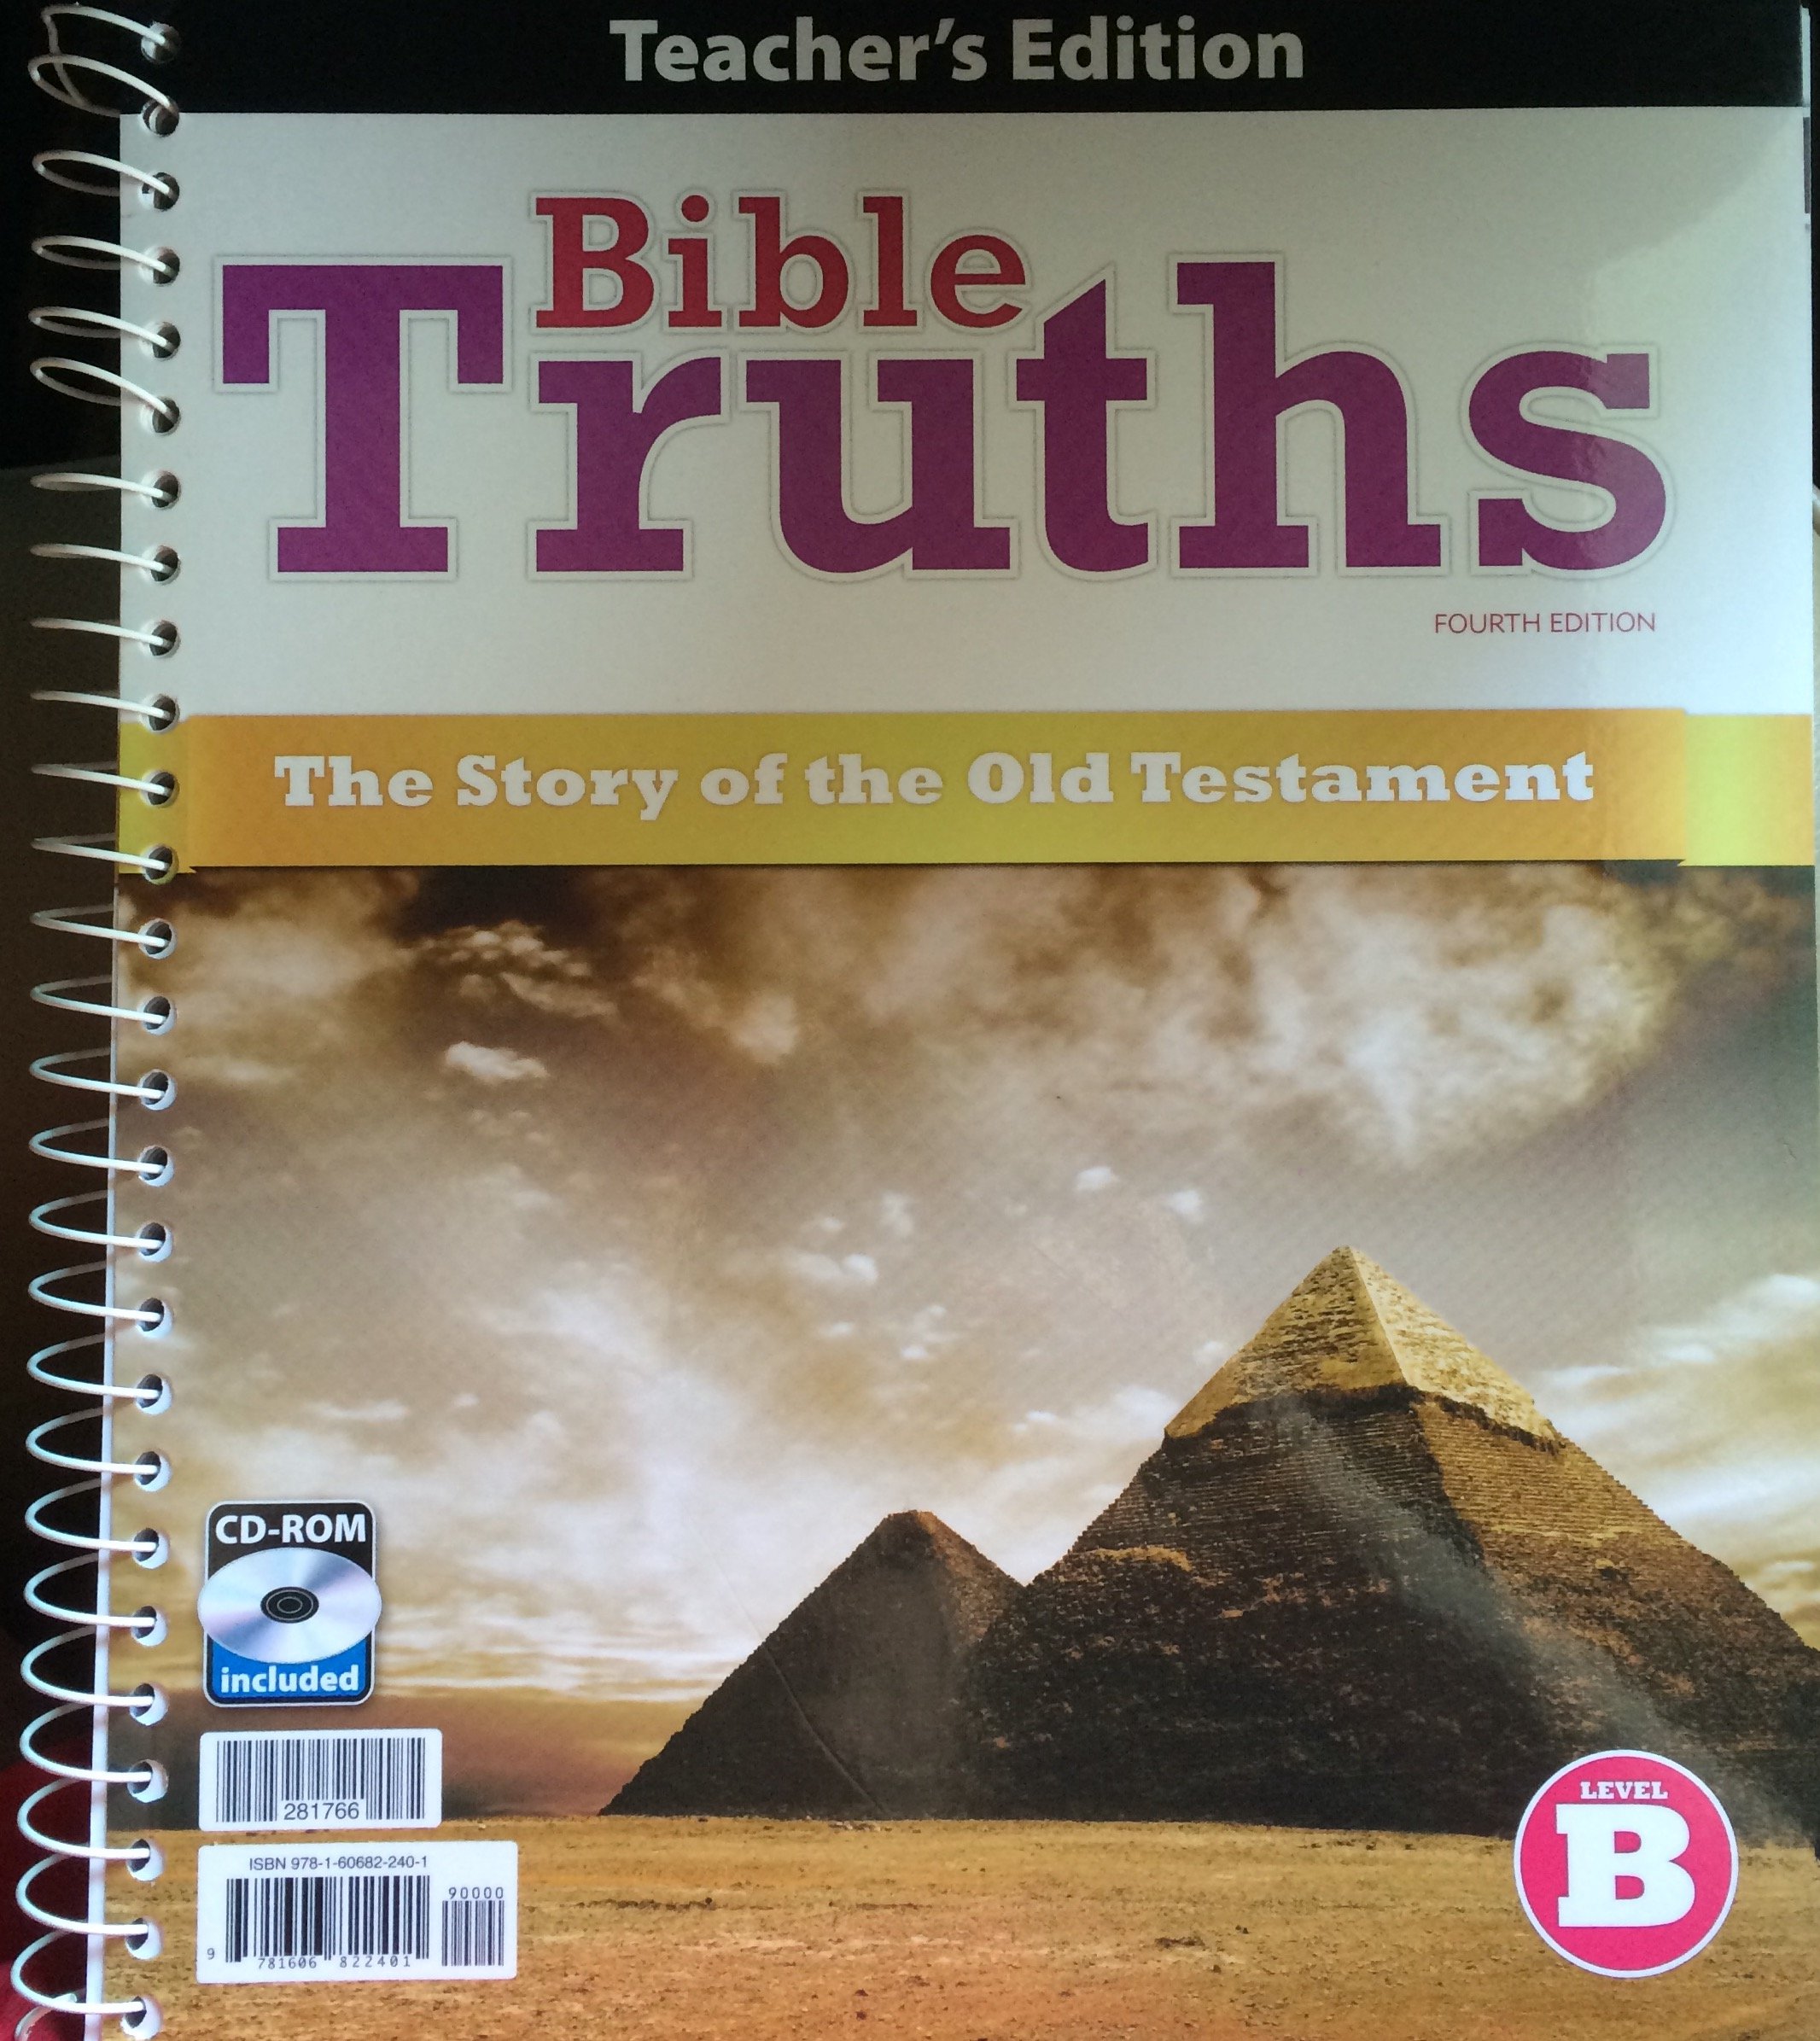 Teacher's Edition
Bible
Truths
FOURTH EDITION
The Story of the Old Testament
CD-ROM
included
281766
ISBN 978-1-60682-240-1
90000
9 781606 822401
LEVEL
B